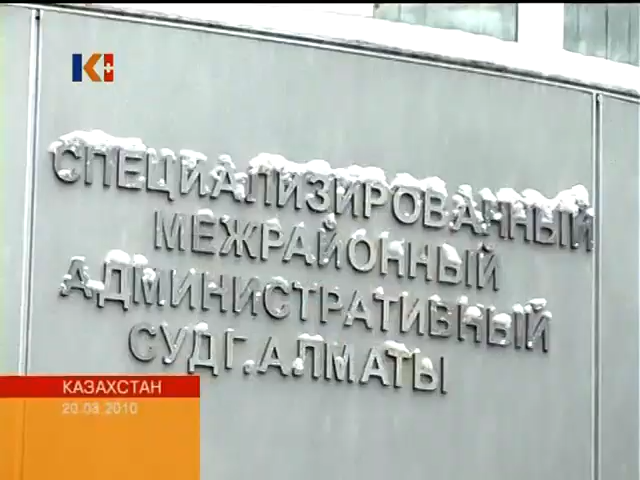 K+
СПЕЦИАЛИЗИРОВАННЫЙ
МЕЖРАЙОННЫЙ
АДМИНИСТРАТИВНЫЙ
СУД Г.АЛМАТЫ
КАЗАХСТАН
20.03.2010